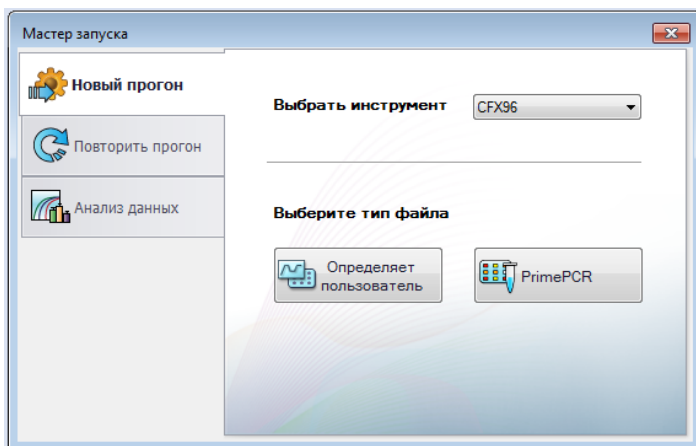 Мастер запуска
Новый прогон
Повторить прогон
Анализ данных
Выбрать инструмент
CFX96
Выберите тип файла
Определяет
пользователь
PrimePCR